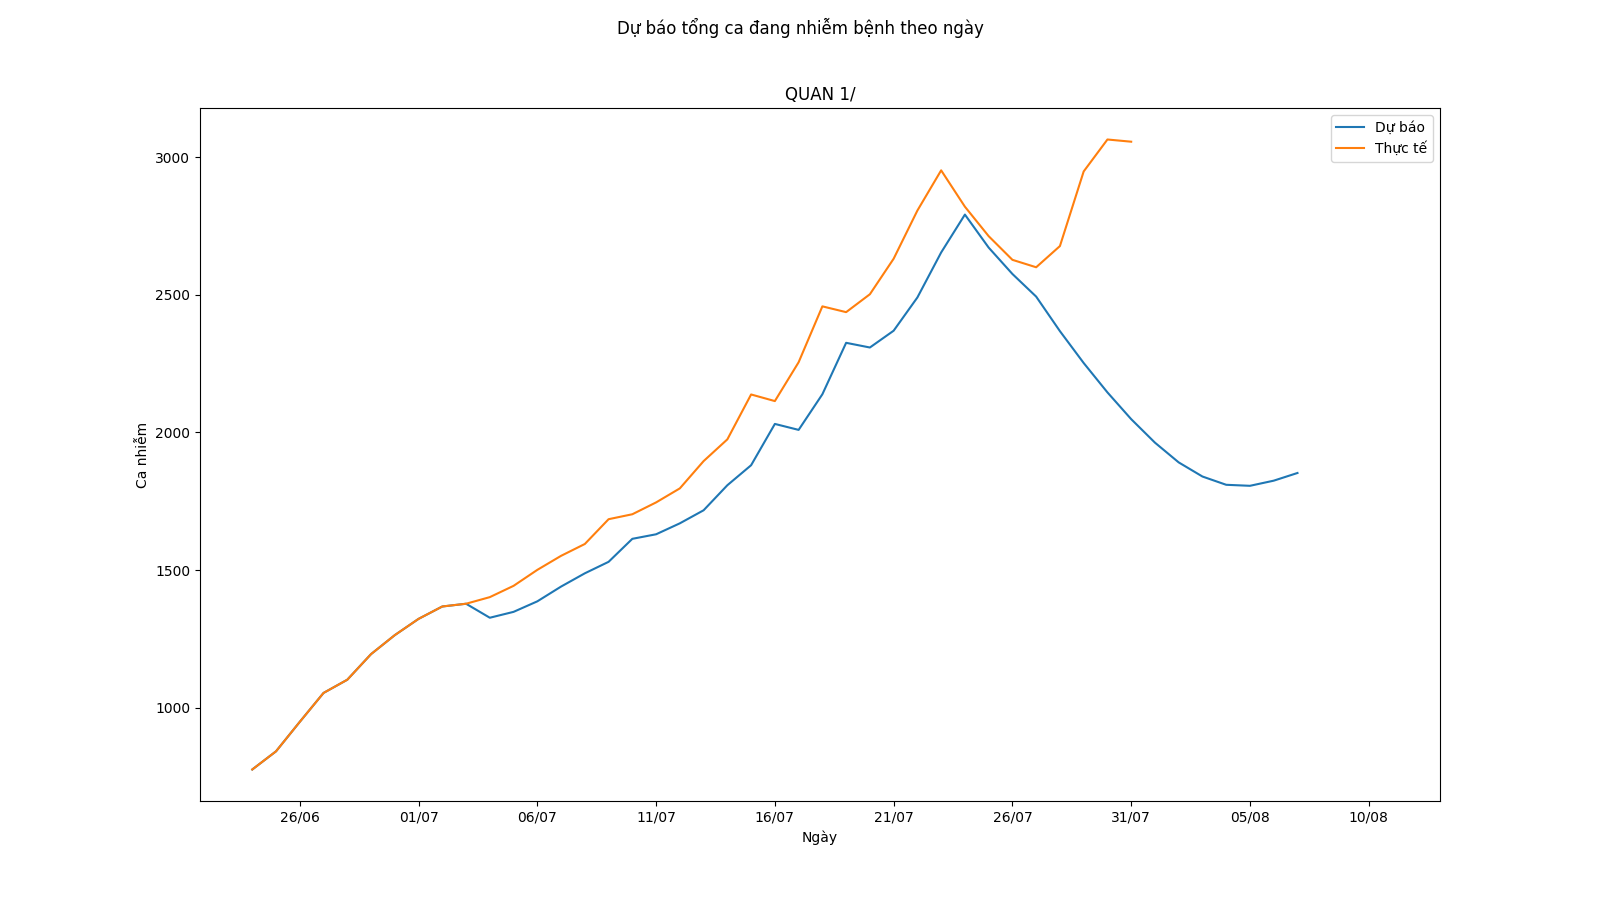 Dự báo tổng ca đang nhiễm bệnh theo ngày
QUAN 1/
Dự báo
Thực tế
3000
2500
2000
1500
1000
Ca nhiễm
26/06
01/07
06/07
11/07
16/07
21/07
26/07
31/07
05/08
10/08
Ngày